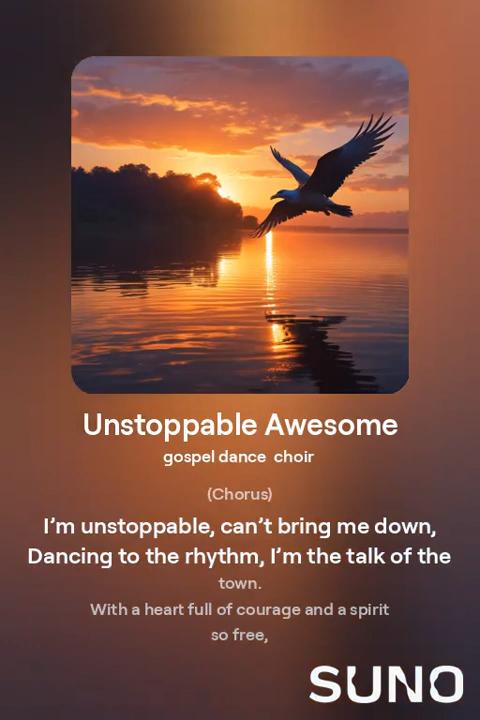 Unstoppable Awesome
gospel dance choir
(Chorus)
I'm unstoppable, can't bring me down,
Dancing to the rhythm, I'm the talk of the
town.
With a heart full of courage and a spirit
so free,
SUNO